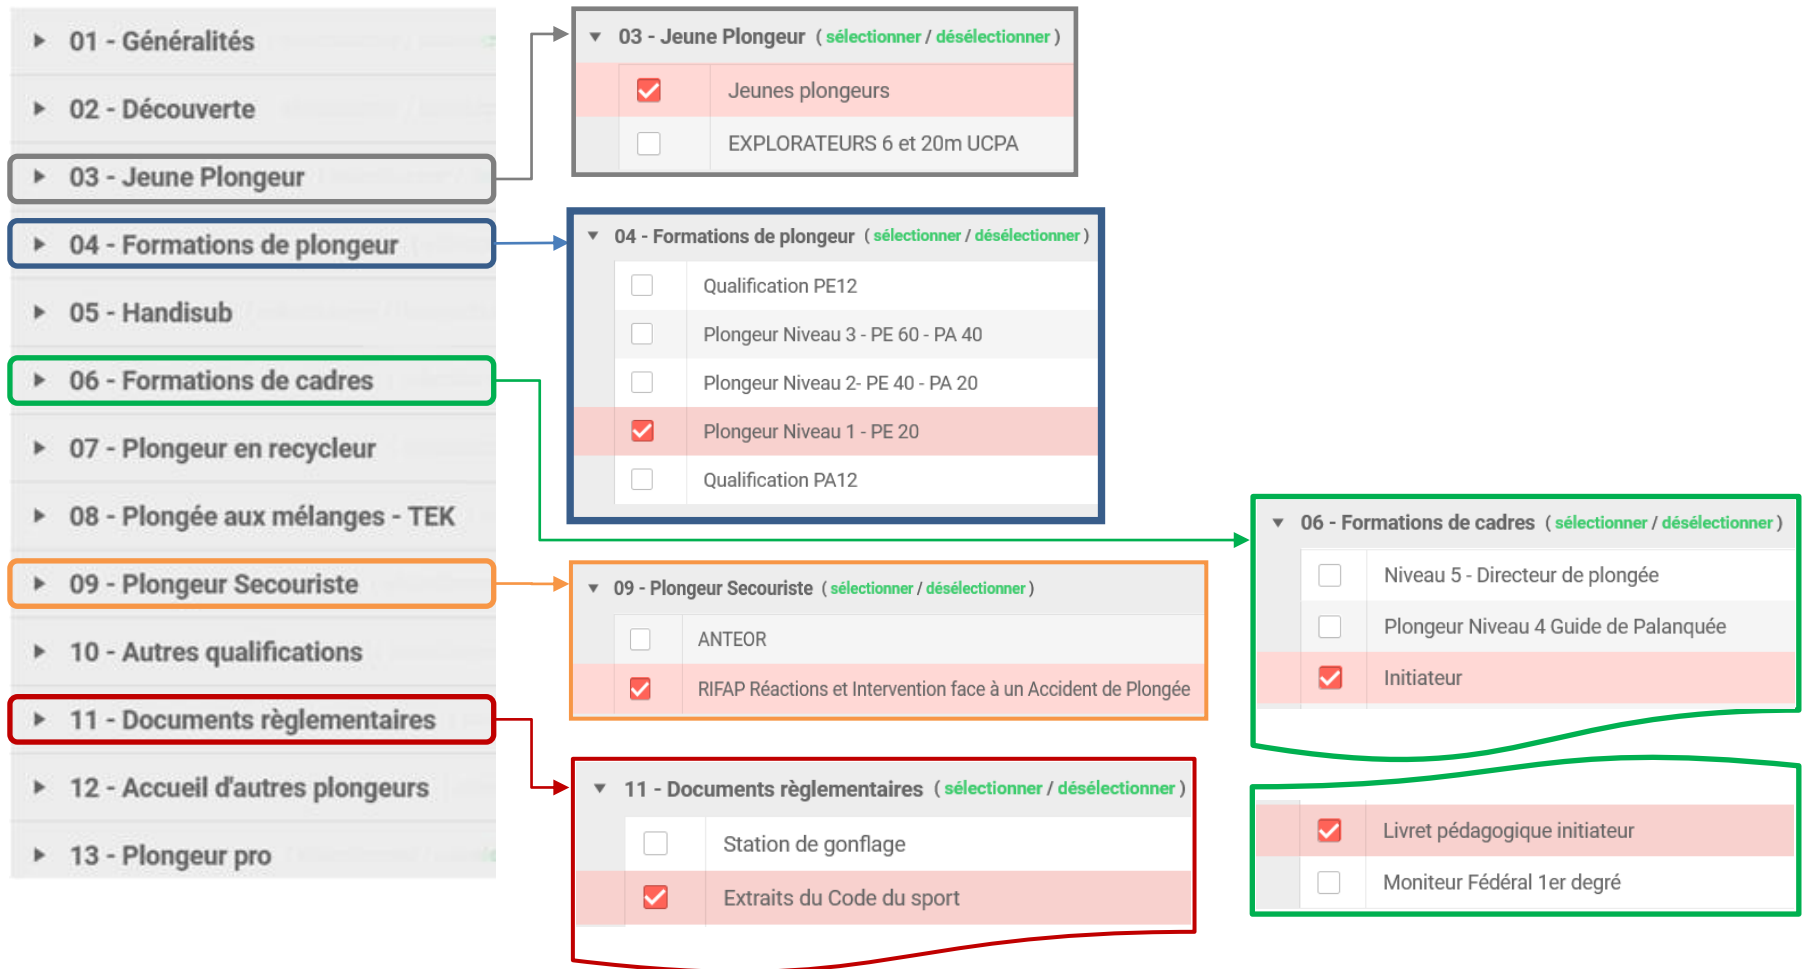 01 - Généralités
02 - Découverte
03 - Jeune Plongeur
04 - Formations de plongeur
05 - Handisub
06 - Formations de cadres
07 - Plongeur en recycleur
08 - Plongée aux mélanges - TEK
09 - Plongeur Secouriste
10 - Autres qualifications
11 - Documents règlementaires
12 - Accueil d'autres plongeurs
13 - Plongeur pro
03 - Jeune Plongeur ( sélectionner / désélectionner )
Jeunes plongeurs
EXPLORATEURS 6 et 20m UCPA
04 - Formations de plongeur ( sélectionner / désélectionner )
Qualification PE12
Plongeur Niveau 3 - PE 60 - PA 40
Plongeur Niveau 2- PE 40 - PA 20
Plongeur Niveau 1 - PE 20
Qualification PA12
09 - Plongeur Secouriste ( sélectionner / désélectionner )
ANTEOR
RIFAP Réactions et Intervention face à un Accident de Plongée
11 - Documents règlementaires ( sélectionner / désélectionner )
Station de gonflage
Extraits du Code du sport
06 - Formations de cadres ( sélectionner / désélectionner )
Niveau 5 - Directeur de plongée
Plongeur Niveau 4 Guide de Palanquée
Initiateur
Livret pédagogique initiateur
Moniteur Fédéral 1er degré